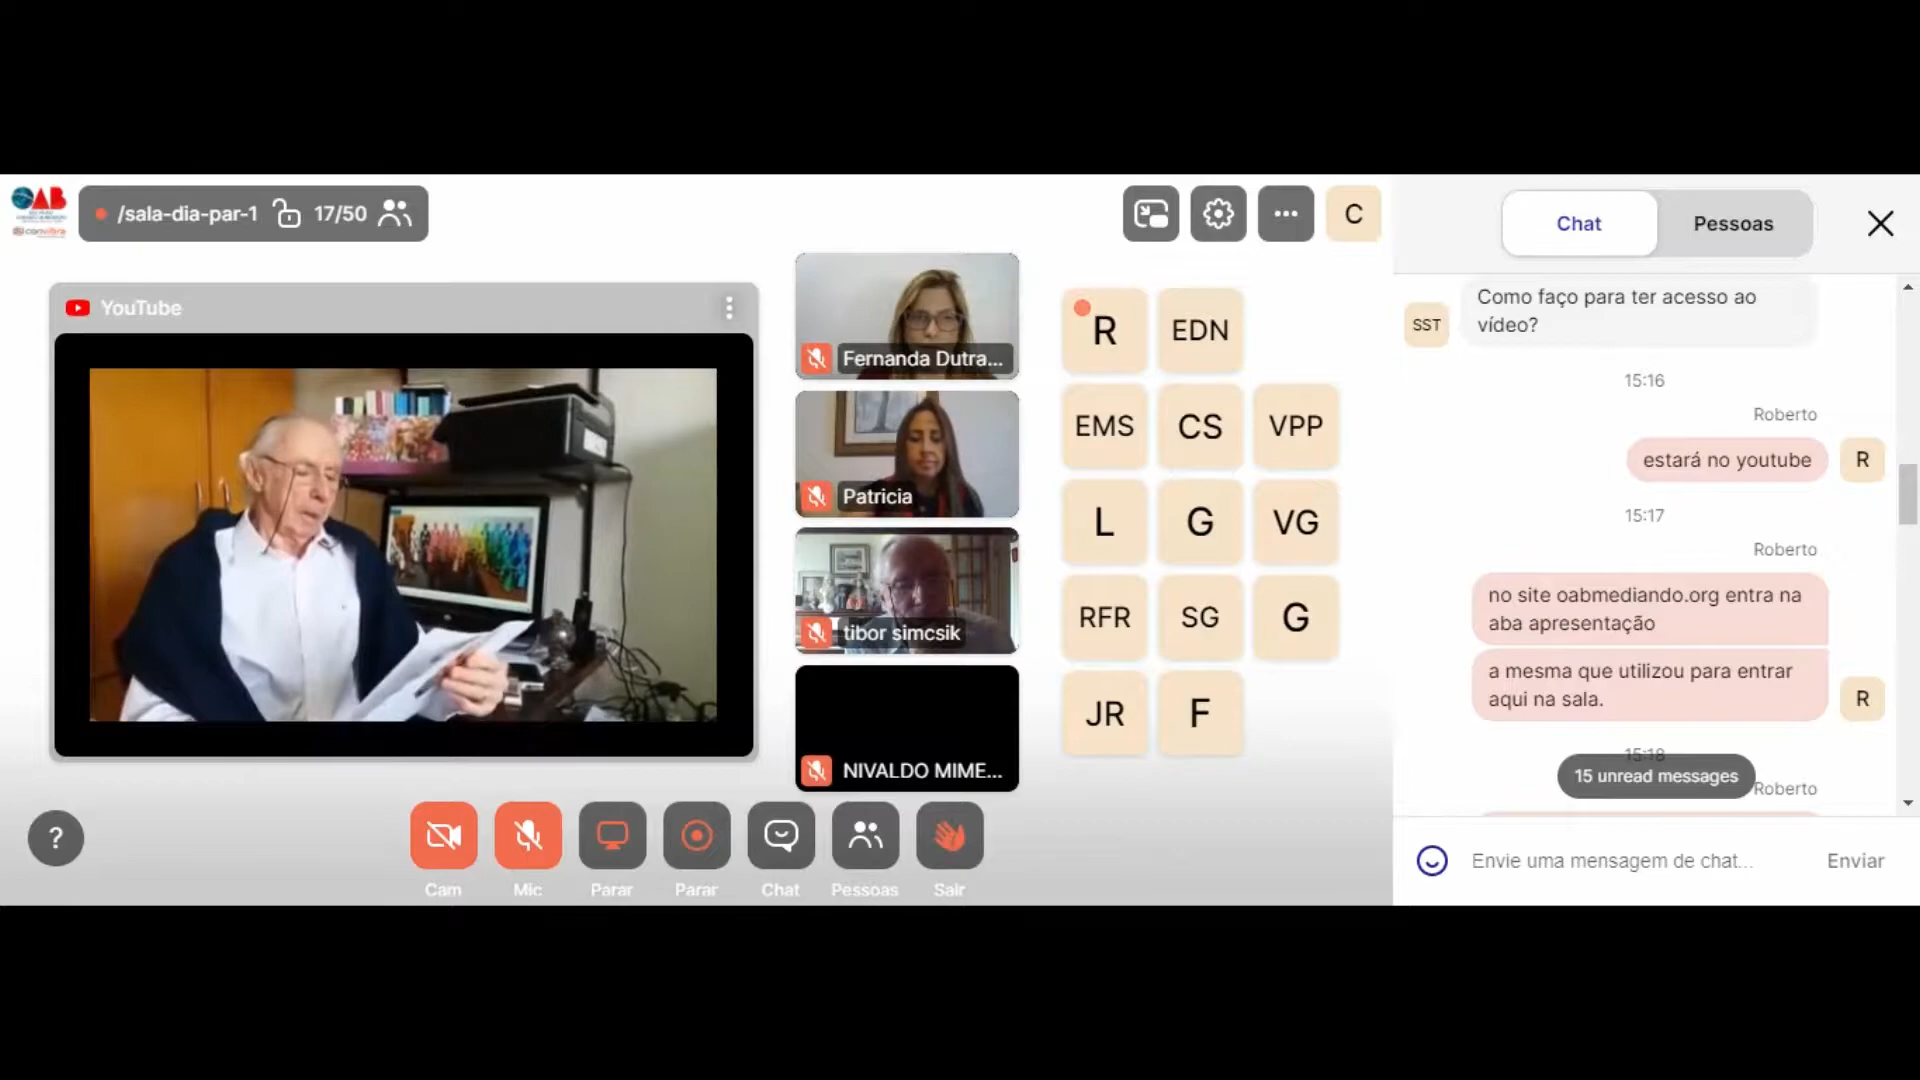 OAB
/sala-dia-par-1
17/50
C
Chat
Pessoas
YouTube
Fernanda Dutra...
Patricia
tibor simcsik
NIVALDO MIME...
R
EDN
EMS
CS
VPP
L
G
VG
RFR
SG
G
JR
F
?
Cam
Mic
Parar
Parar
Chat
Pessoas
Sair
SST
Como faço para ter acesso ao
vídeo?
15:16
Roberto
estará no youtube
R
15:17
Roberto
no site oabmediando.org entra na
aba apresentação
a mesma que utilizou para entrar
aqui na sala.
R
15:18
15 unread messages
Roberto
Envie uma mensagem de chat...
Enviar